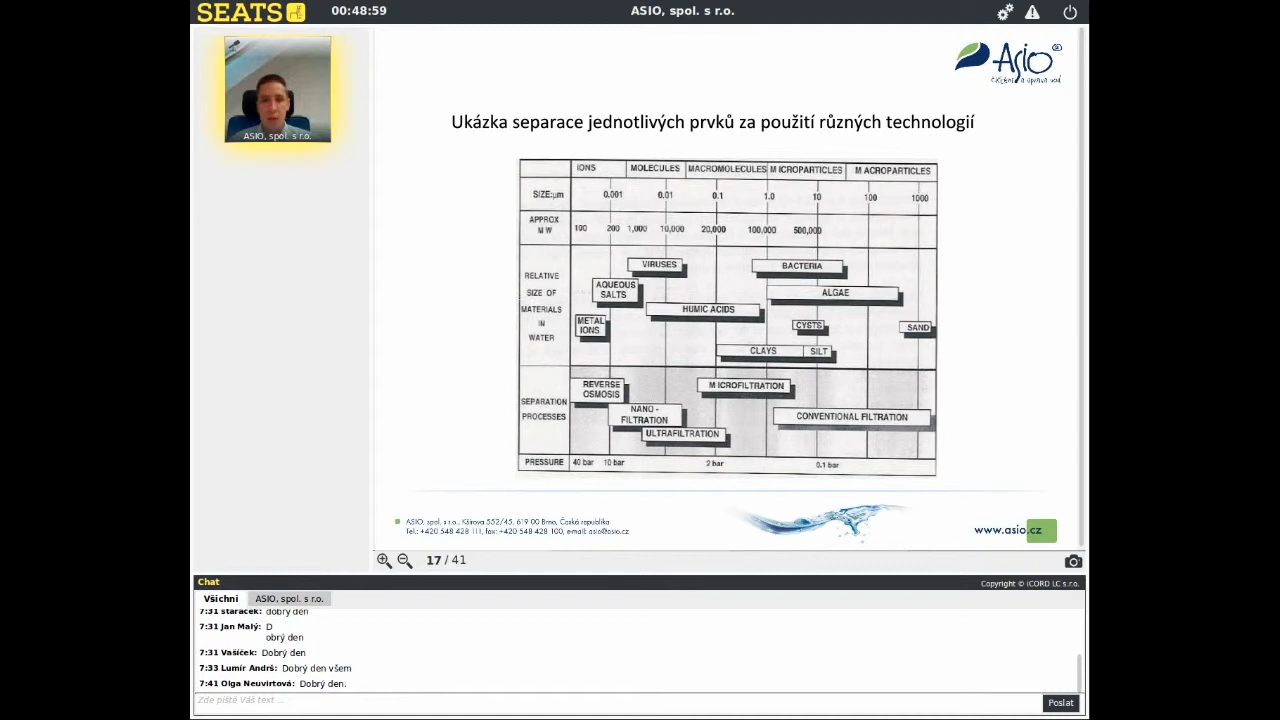 SEATS
00:48:59
ASIO, spol. s r.o.
ASIO, spol. s r.o.
Asio
čištění a úprava vod
Ukázka separace jednotlivých prvků za použití různých technologií
IONS MOLECULES MACROMOLECULES MICROPARTICLES MACROPARTICLES
SIZE:µm 0.001 0.01 0.1 1.0 10 100 1000
APPROX
MW
100 200 1,000 10,000 20,000 100,000 500,000
RELATIVE
SIZE OF
MATERIALS
IN
WATER
VIRUSES
BACTERIA
AQUEOUS
SALTS
ALGAE
HUMIC ACIDS
METAL
IONS
CYSTS
SAND
CLAYS SILT
SEPARATION
PROCESSES
REVERSE
OSMOSIS
MICROFILTRATION
NANO-
FILTRATION
CONVENTIONAL FILTRATION
ULTRAFILTRATION
PRESSURE 40 bar 10 bar 2 bar 0.1 bar
ASIO, spol. s r.o., Kšírova 552/45, 619 00 Brno, Česká republika
Tel.: +420 548 428 111, fax: +420 548 428 100, e-mail: asio@asio.cz
www.asio.cz
17 / 41
Chat
Copyright © iCORD LC s.r.o.
Všichni ASIO, spol. s r.o.
7:31 staracek: dobry den
7:31 Jan Malý: D
obrý den
7:31 Vašíček: Dobrý den
7:33 Lumír Andrš: Dobrý den všem
7:41 Olga Neuvirtová: Dobrý den.
Zde piště Váš text ...
Poslat